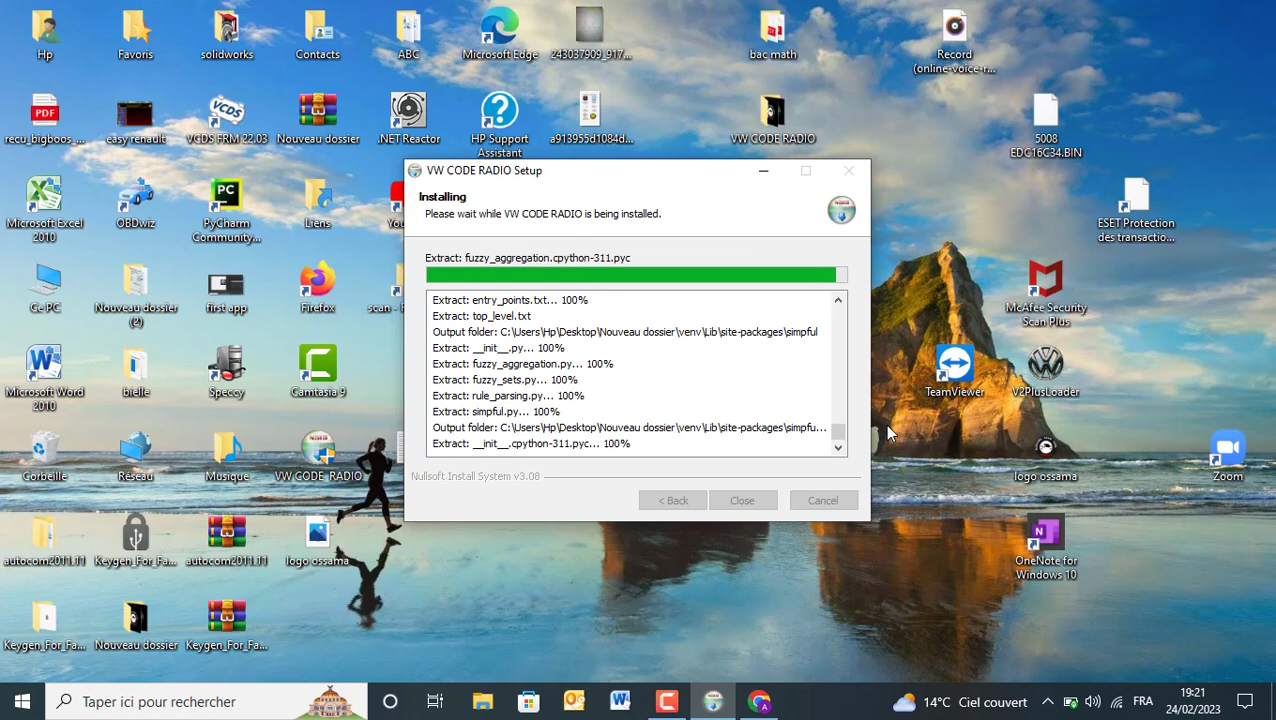 Hp
Favoris
solidworks
Contacts
ABC
Microsoft Edge
243037909_917...
bac math
Record
(online-voice-r...
recu_bigboos_...
easy renault
VCDS FRM 22.03
Nouveau dossier
.NET Reactor
HP Support
Assistant
a913955d1084d...
VW CODE RADIO
5008
EDC16C34.BIN
Microsoft Excel
2010
OBDwiz
PyCharm
Community...
Liens
You
ESET Protection
des transactio...
Ce PC
Nouveau dossier
(2)
first app
Firefox
scan -
McAfee Security
Scan Plus
Microsoft Word
2010
bielle
Speccy
Camtasia 9
TeamViewer
V2PlusLoader
Corbeille
Réseau
Musique
VW CODE RADIO
logo ossama
Zoom
autocom2011.11
Keygen_For_Fa...
autocom2011.11
logo ossama
OneNote for
Windows 10
Keygen_For_Fa...
Nouveau dossier
Keygen_For_Fa...
VW CODE RADIO Setup
Installing
Please wait while VW CODE RADIO is being installed.
Extract: fuzzy_aggregation.cpython-311.pyc
Extract: entry_points.txt... 100%
Extract: top_level.txt
Output folder: C:\Users\Hp\Desktop\Nouveau dossier\venv\Lib\site-packages\simpful
Extract: __init__.py... 100%
Extract: fuzzy_aggregation.py... 100%
Extract: fuzzy_sets.py... 100%
Extract: rule_parsing.py... 100%
Extract: simpful.py... 100%
Output folder: C:\Users\Hp\Desktop\Nouveau dossier\venv\Lib\site-packages\simpfu...
Extract: __init__.cpython-311.pyc... 100%
Nullsoft Install System v3.08
< Back
Close
Cancel
Taper ici pour rechercher
14°C Ciel couvert
FRA
19:21
24/02/2023